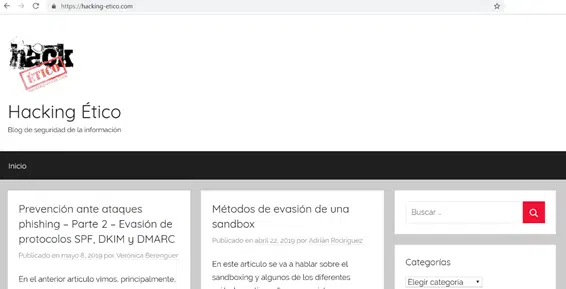 https://hacking-etico.com
hack
ÉTICO
Hacking Ético
Blog de seguridad de la información
Inicio
Prevención ante ataques
phishing – Parte 2 – Evasión de
protocolos SPF, DKIM y DMARC
Publicado en mayo 8, 2019 por Verónica Berenguer
En el anterior artículo vimos, principalmente,
Métodos de evasión de una
sandbox
Publicado en abril 22, 2019 por Adrián Rodríguez
En este artículo se va a hablar sobre el
sandboxing y algunos de los diferentes
Buscar …
Categorías
Elegir categoría